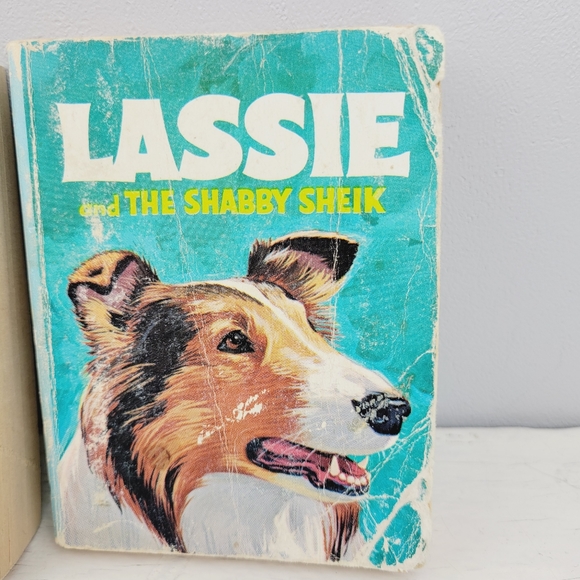 LASSIE
and THE SHABBY SHEIK